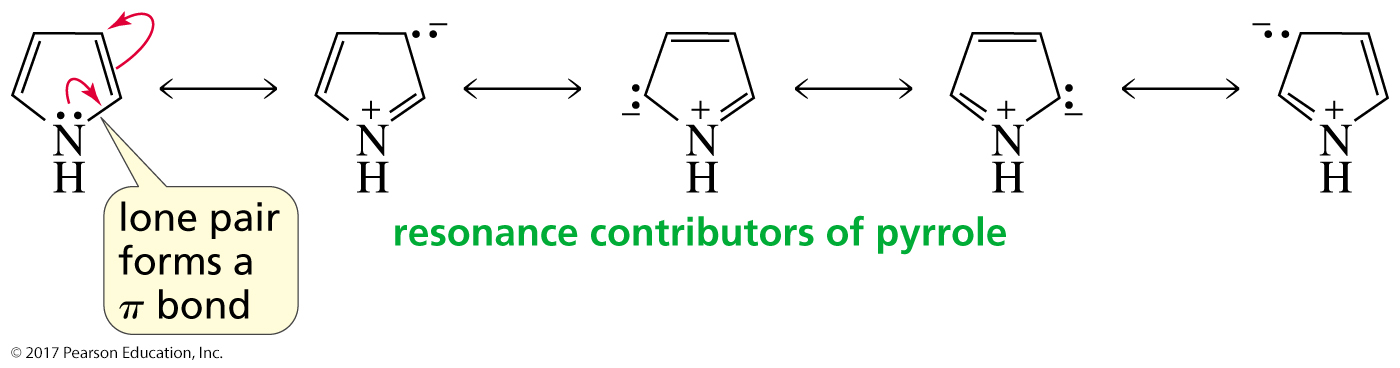 N
H
+
N
H
+
N
H
+
N
H
+
N
H
lone pair
forms a
π bond
resonance contributors of pyrrole
© 2017 Pearson Education, Inc.